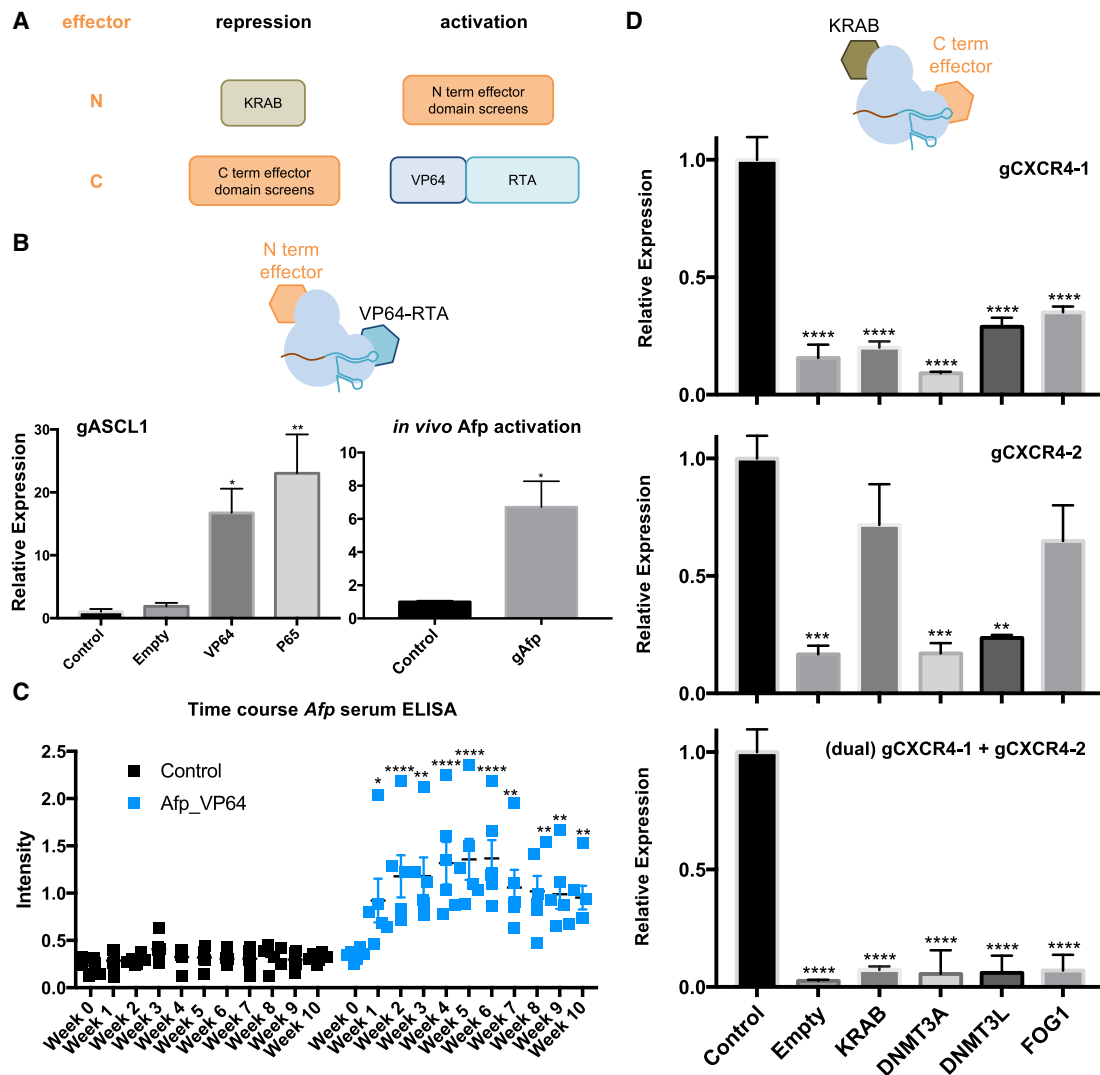 A
effector
repression
activation
N
KRAB
N term effector
domain screens
C
C term effector
domain screens
VP64
RTA
B
N term
effector
VP64-RTA
gASCL1
Relative Expression
30
20
10
0
Control
Empty
VP64
P65
*
**
in vivo Afp activation
10
8
6
4
2
0
Control
gAfp
*
C
Time course Afp serum ELISA
Intensity
2.5
2.0
1.5
1.0
0.5
0.0
Control
Afp_VP64
*
****
**
****
****
****
**
**
**
**
Week 0
Week 1
Week 2
Week 3
Week 4
Week 5
Week 6
Week 7
Week 8
Week 9
Week 10
Week 0
Week 1
Week 2
Week 3
Week 4
Week 5
Week 6
Week 7
Week 8
Week 9
Week 10
D
KRAB
C term
effector
gCXCR4-1
Relative Expression
1.0
0.5
0.0
****
****
****
****
****
gCXCR4-2
Relative Expression
1.0
0.5
0.0
***
***
**
(dual) gCXCR4-1 + gCXCR4-2
Relative Expression
1.0
0.5
0.0
****
****
****
****
****
Control
Empty
KRAB
DNMT3A
DNMT3L
FOG1